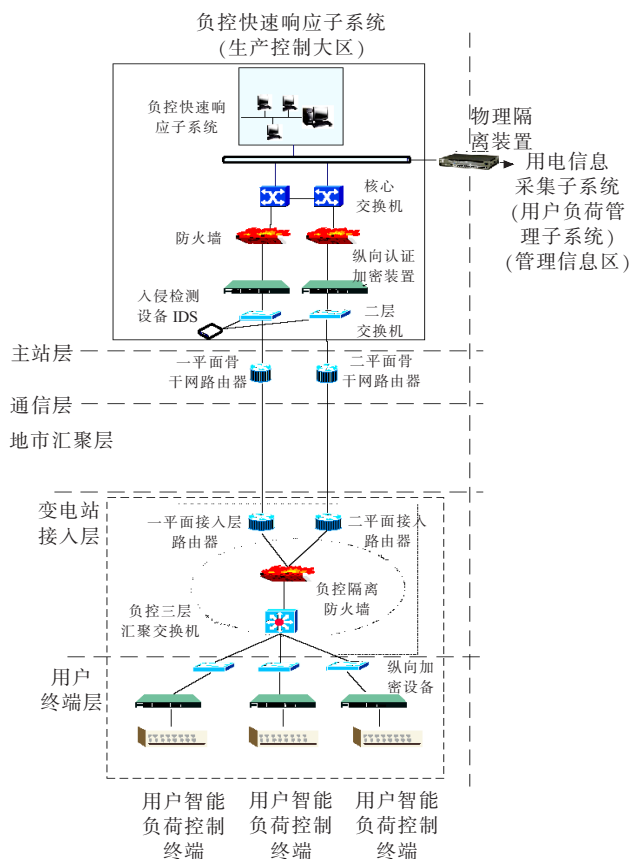 负控快速响应子系统
(生产控制大区)
负控快速响
应子系统
物理隔
离装置
用电信息
采集子系统
(用户负荷管
理子系统)
(管理信息区)
核心
交换机
防火墙
纵向认证
加密装置
入侵检测
设备 IDS
二层
交换机
主站层
一平面骨
干网路由器
二平面骨
干网路由器
通信层
地市汇聚层
变电站
接入层
一平面接入层
路由器
二平面接入
路由器
负控隔离
防火墙
负控三层
汇聚交换机
用户
终端层
纵向加
密设备
用户智能
负荷控制
终端
用户智能
负荷控制
终端
用户智能
负荷控制
终端